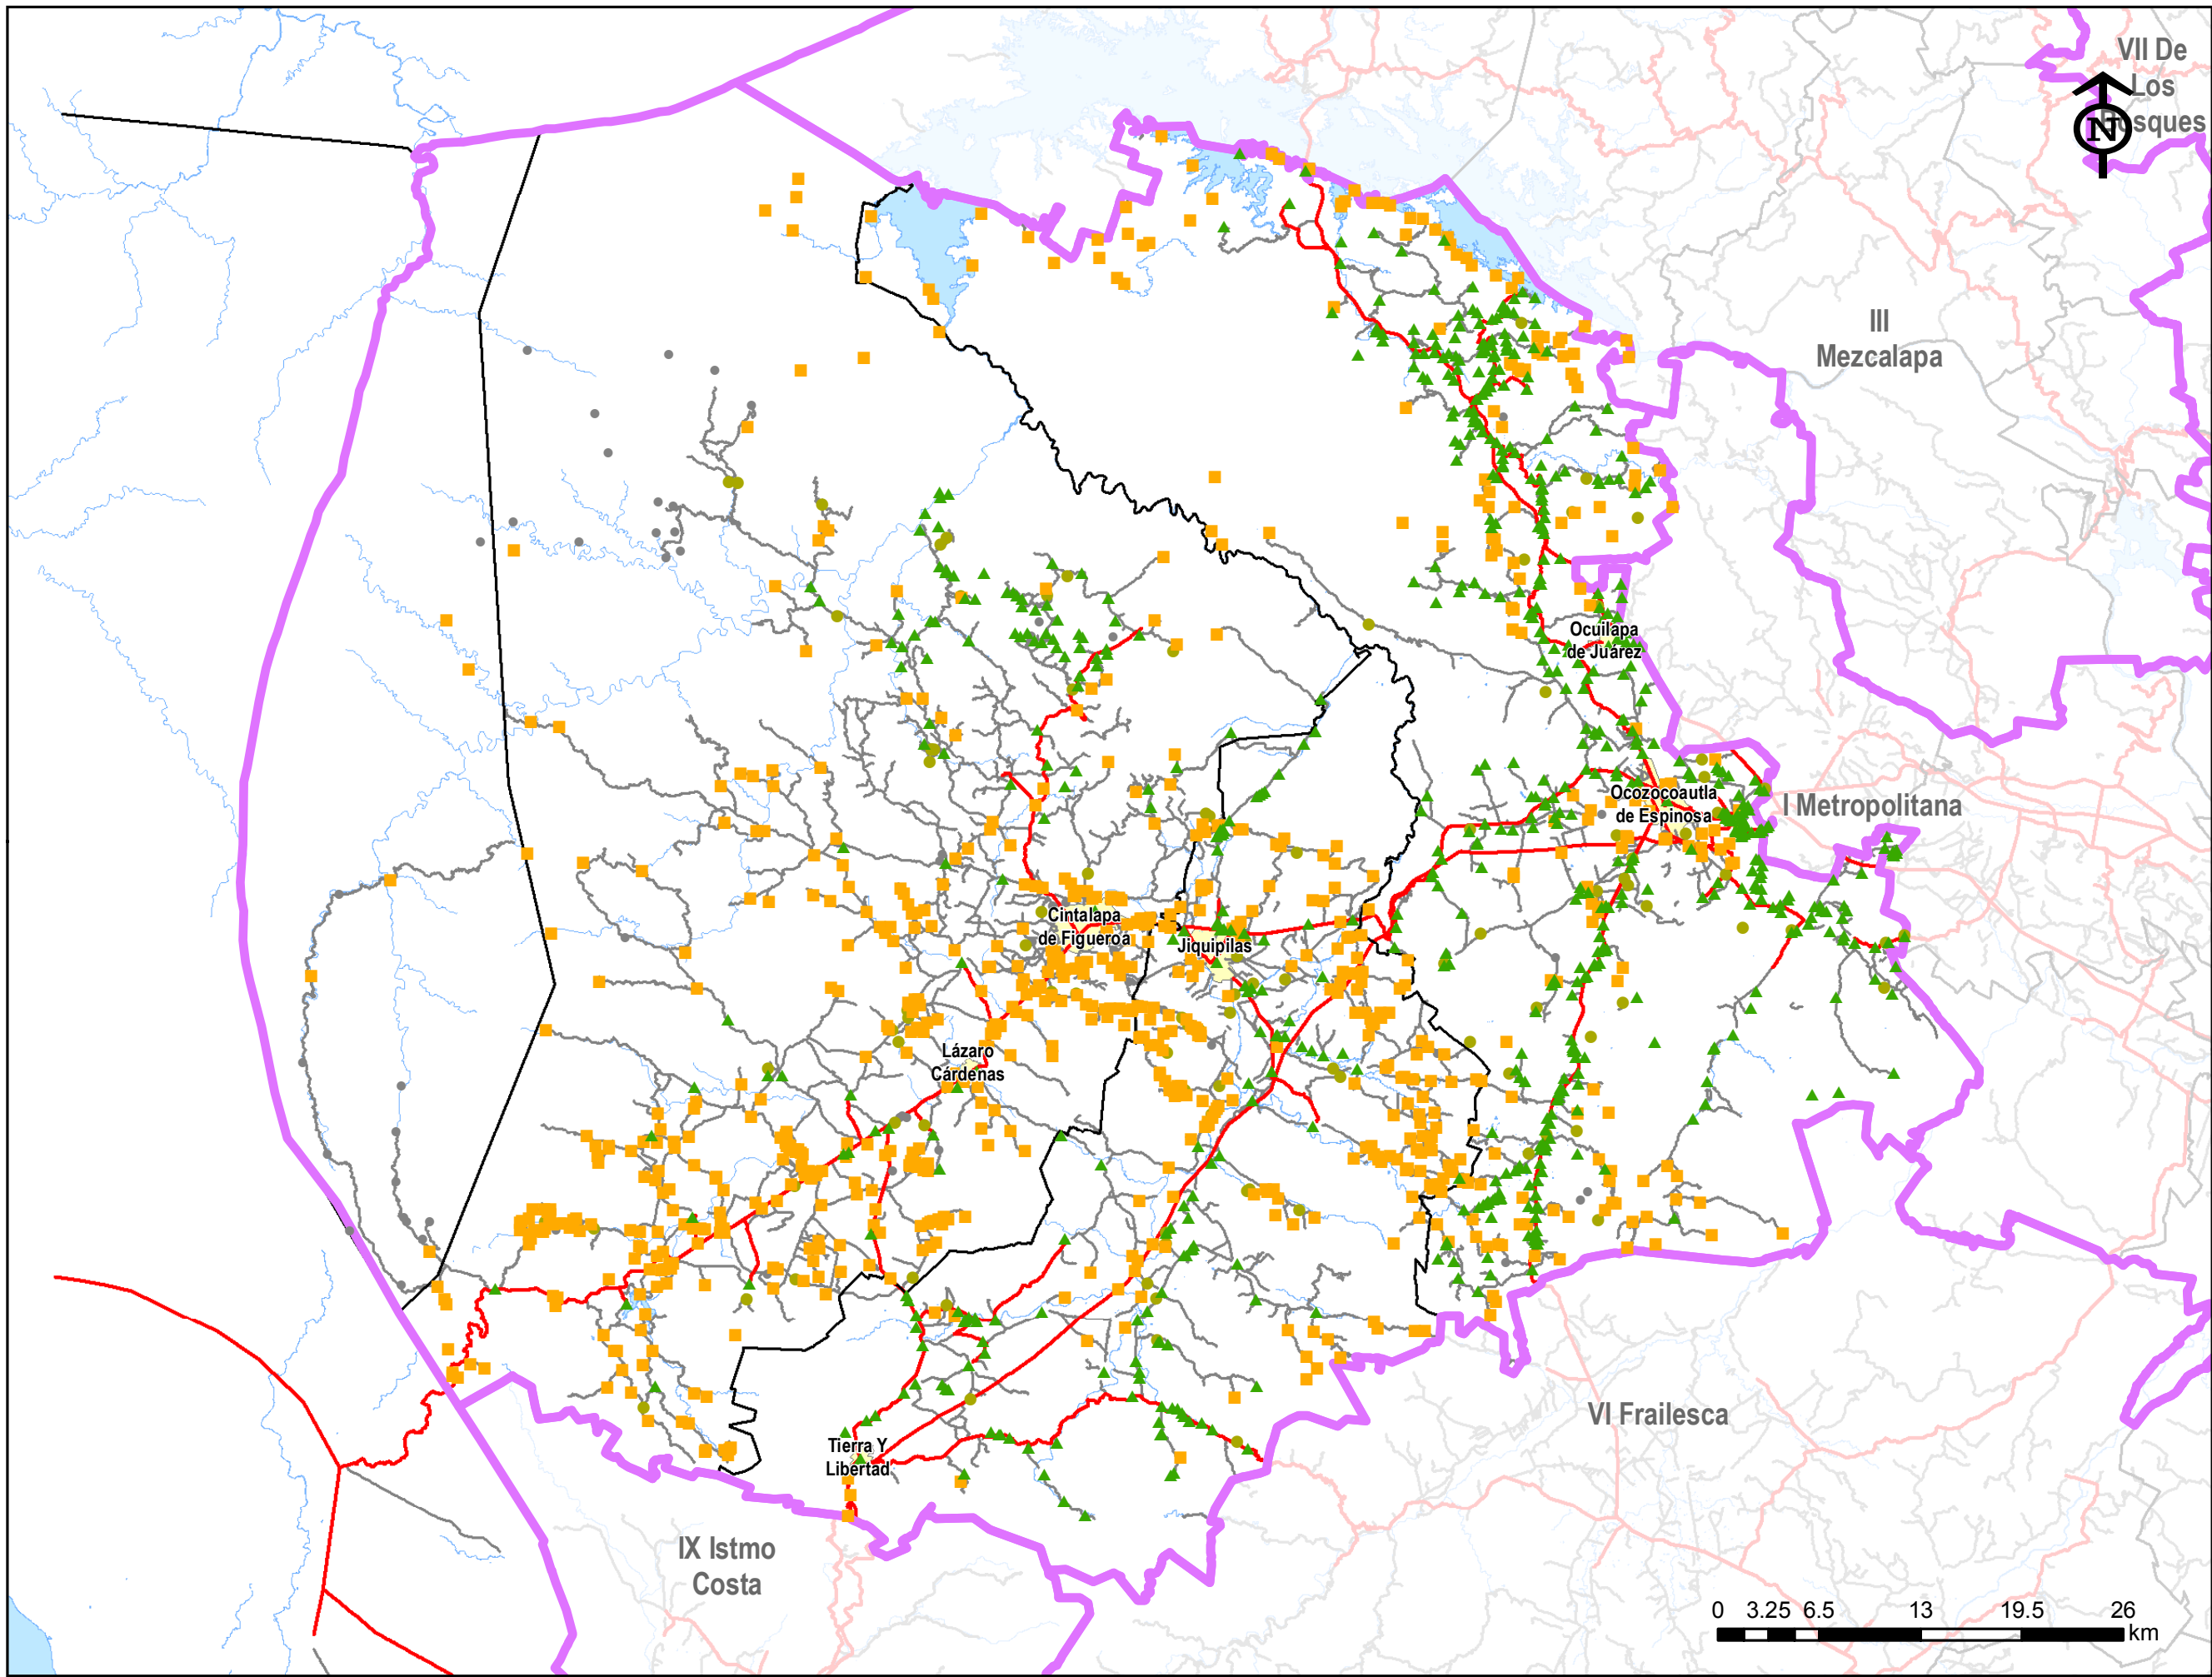 VII De
Los
Bosques
N
III
Mezcalapa
Ocuilapa
de Juárez
Ocozocoautla
de Espinosa
I Metropolitana
Cintalapa
de Figueroa
Jiquipilas
Lázaro
Cárdenas
VI Frailesca
Tierra Y
Libertad
IX Istmo
Costa
0 3.25 6.5 13 19.5 26
km